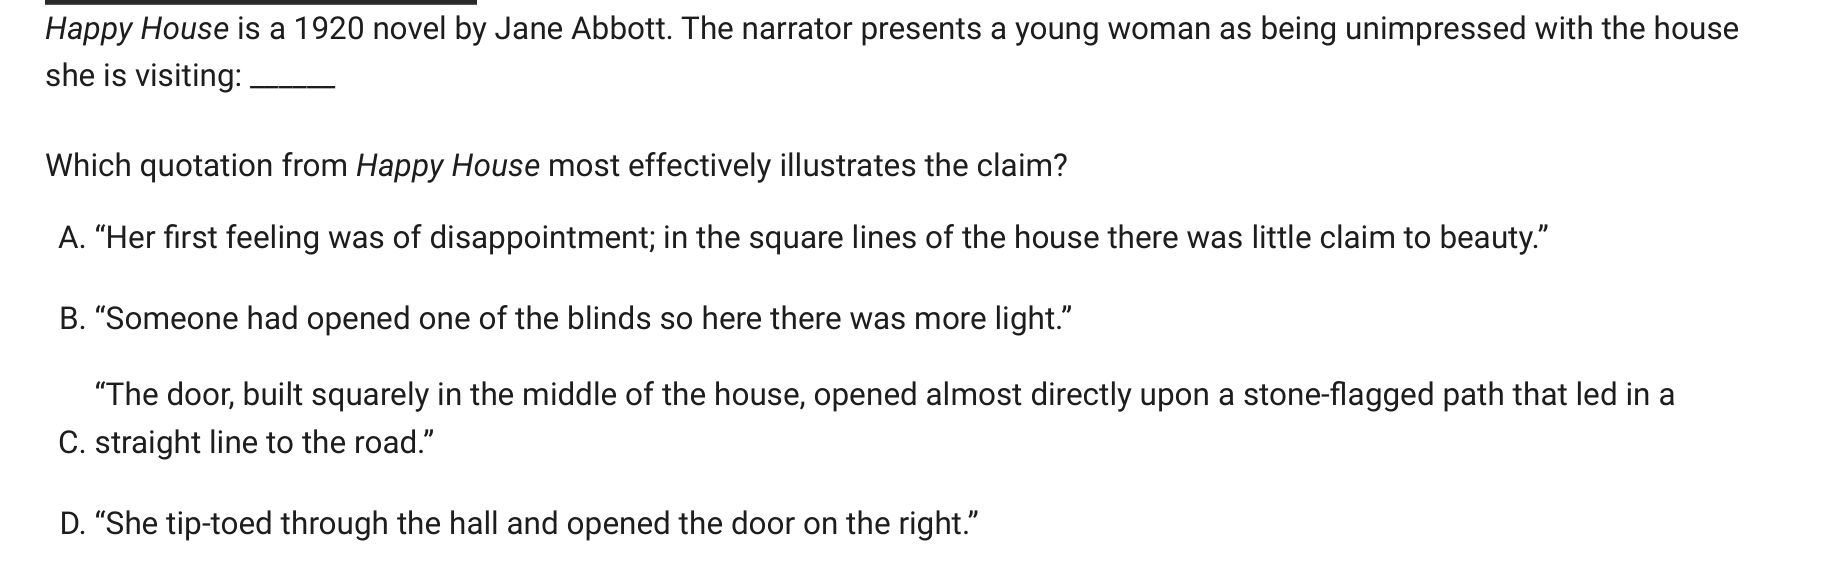 Happy House is a 1920 novel by Jane Abbott. The narrator presents a young woman as being unimpressed with the house
she is visiting: ______
Which quotation from Happy House most effectively illustrates the claim?
A. “Her first feeling was of disappointment; in the square lines of the house there was little claim to beauty.”
B. “Someone had opened one of the blinds so here there was more light.”
“The door, built squarely in the middle of the house, opened almost directly upon a stone-flagged path that led in a
C. straight line to the road.”
D. “She tip-toed through the hall and opened the door on the right.”